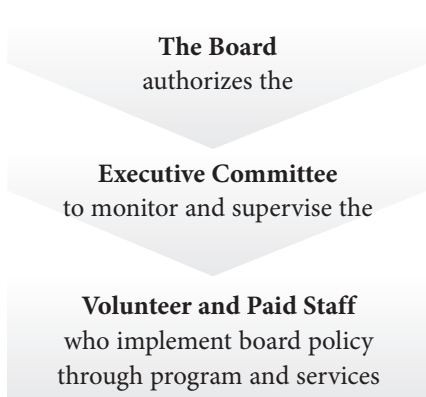 The Board
authorizes the
Executive Committee
to monitor and supervise the
Volunteer and Paid Staff
who implement board policy
through program and services